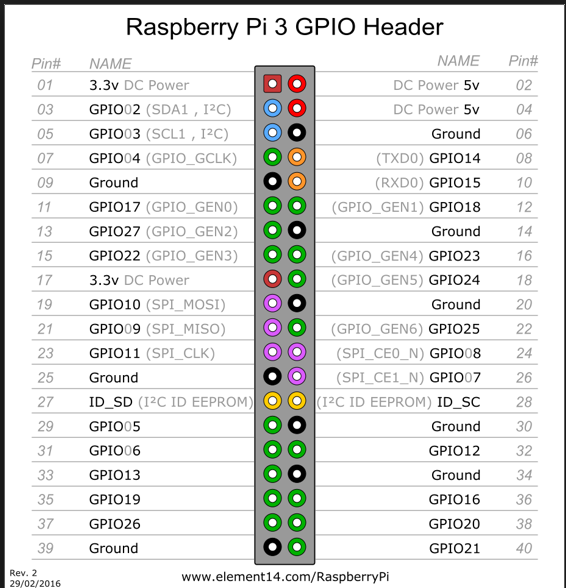 Raspberry Pi 3 GPIO Header
Pin# NAME NAME Pin#
01 3.3v DC Power DC Power 5v 02
03 GPIO02 (SDA1 , I²C) DC Power 5v 04
05 GPIO03 (SCL1 , I²C) Ground 06
07 GPIO04 (GPIO_GCLK) (TXD0) GPIO14 08
09 Ground (RXD0) GPIO15 10
11 GPIO17 (GPIO_GEN0) (GPIO_GEN1) GPIO18 12
13 GPIO27 (GPIO_GEN2) Ground 14
15 GPIO22 (GPIO_GEN3) (GPIO_GEN4) GPIO23 16
17 3.3v DC Power (GPIO_GEN5) GPIO24 18
19 GPIO10 (SPI_MOSI) Ground 20
21 GPIO09 (SPI_MISO) (GPIO_GEN6) GPIO25 22
23 GPIO11 (SPI_CLK) (SPI_CE0_N) GPIO08 24
25 Ground (SPI_CE1_N) GPIO07 26
27 ID_SD (I²C ID EEPROM) (I²C ID EEPROM) ID_SC 28
29 GPIO05 Ground 30
31 GPIO06 GPIO12 32
33 GPIO13 Ground 34
35 GPIO19 GPIO16 36
37 GPIO26 GPIO20 38
39 Ground GPIO21 40
Rev. 2
29/02/2016
www.element14.com/RaspberryPi